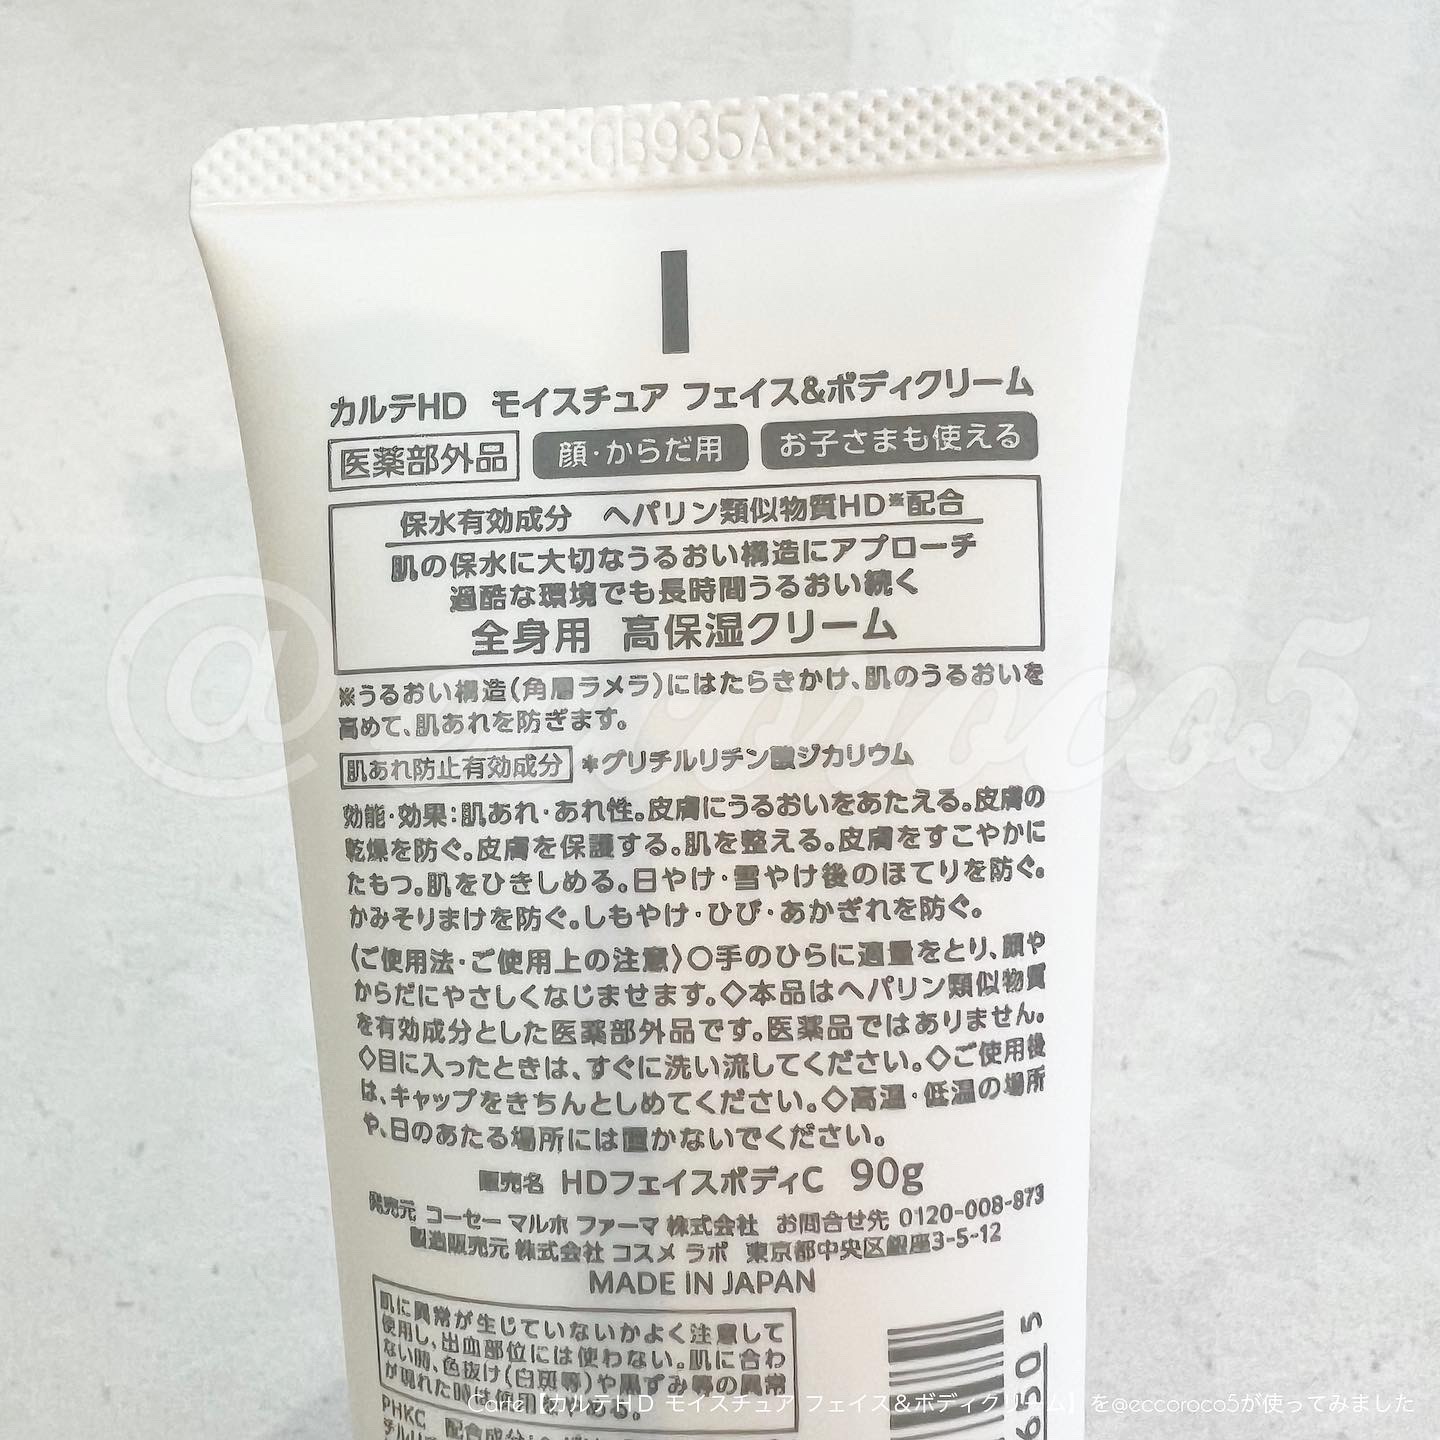 GB935A
カルテHD モイスチュア フェイス&ボディクリーム
医薬部外品 顔・からだ用 お子さまも使える
保水有効成分 ヘパリン類似物質HD※配合
肌の保水に大切なうるおい構造にアプローチ
過酷な環境でも長時間うるおい続く
全身用 高保湿クリーム
※うるおい構造(角層ラメラ)にはたらきかけ、肌のうるおいを
高めて、肌あれを防ぎます。
肌あれ防止有効成分 *グリチルリチン酸ジカリウム
効能・効果:肌あれ・あれ性。皮膚にうるおいをあたえる。皮膚の
乾燥を防ぐ。皮膚を保護する。肌を整える。皮膚をすこやかに
たもつ。肌をひきしめる。日やけ・雪やけ後のほてりを防ぐ。
かみそりまけを防ぐ。しもやけ・ひび・あかぎれを防ぐ。
〈ご使用法・ご使用上の注意〉○手のひらに適量をとり、顔や
からだにやさしくなじませます。◇本品はヘパリン類似物質
を有効成分とした医薬部外品です。医薬品ではありません。
◇目に入ったときは、すぐに洗い流してください。◇ご使用後
は、キャップをきちんとしめてください。◇高温・低温の場所
や、日のあたる場所には置かないでください。
販売名 HDフェイスボディC 90g
発売元 コーセー マルホ ファーマ 株式会社 お問合せ先 0120-008-873
製造販売元 株式会社 コスメ ラボ 東京都中央区銀座3-5-12
MADE IN JAPAN
肌に異常が生じていないかよく注意して
使用し、出血部位には使わない。肌に合わ
ない時、色抜け(白斑等)や黒ずみ等の異常
が現れた時は使用
PHKC 配合成分:
6505
@eccoroco5
Carte【カルテHD モイスチュア フェイス&ボディクリーム】を@eccoroco5が使ってみました